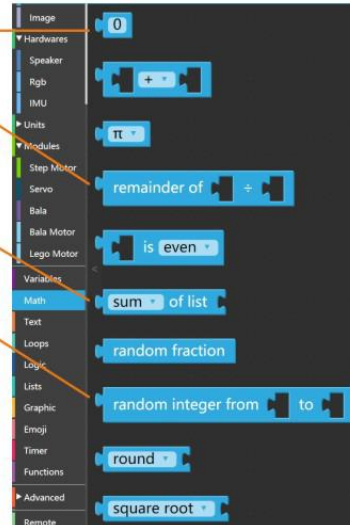 Image
Hardwares
Speaker
Rgb
IMU
Units
Modules
Step Motor
Servo
Bala
Bala Motor
Lego Motor
Variables
Math
Text
Loops
Logic
Lists
Graphic
Emoji
Timer
Functions
Advanced
Remote
0
+
π
remainder of ÷
is even
sum of list
random fraction
random integer from to
round
square root